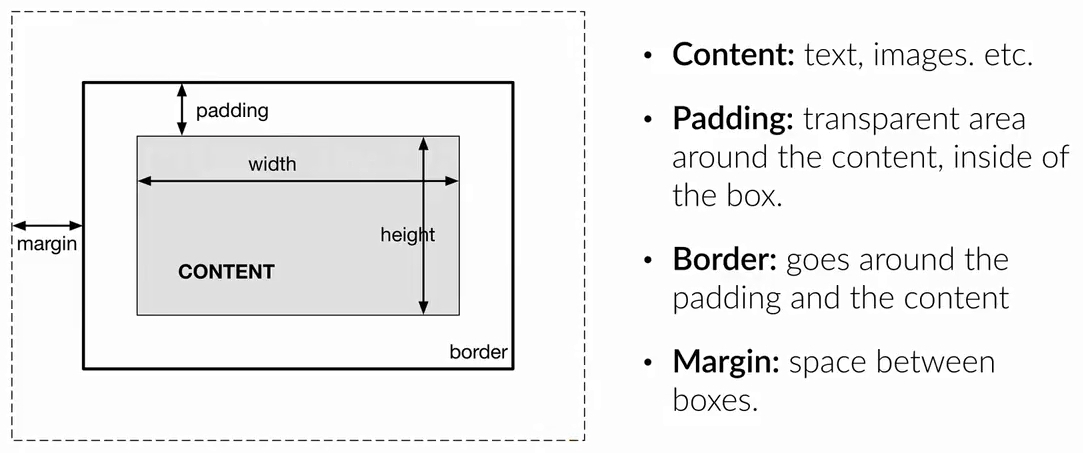 padding
width
height
margin
CONTENT
border
• Content: text, images. etc.
• Padding: transparent area
around the content, inside of
the box.
• Border: goes around the
padding and the content
• Margin: space between
boxes.